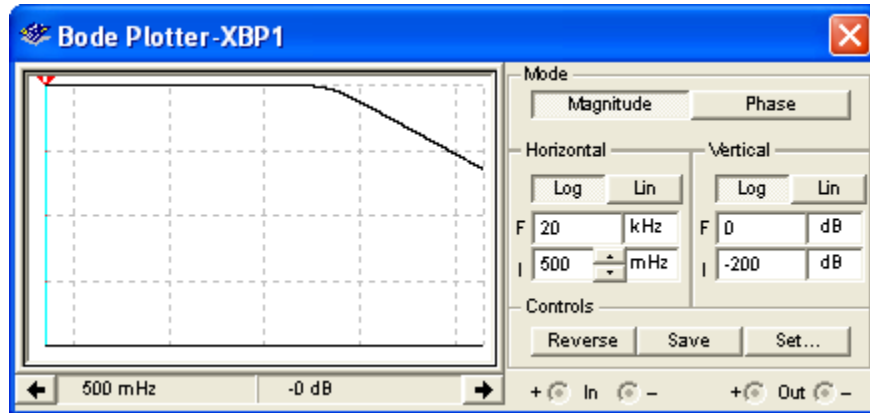 Bode Plotter-XBP1
Mode
Magnitude Phase
Horizontal Vertical
Log Lin Log Lin
F 20 kHz F 0 dB
I 500 mHz I -200 dB
Controls
Reverse Save Set...
500 mHz -0 dB + In - + Out -